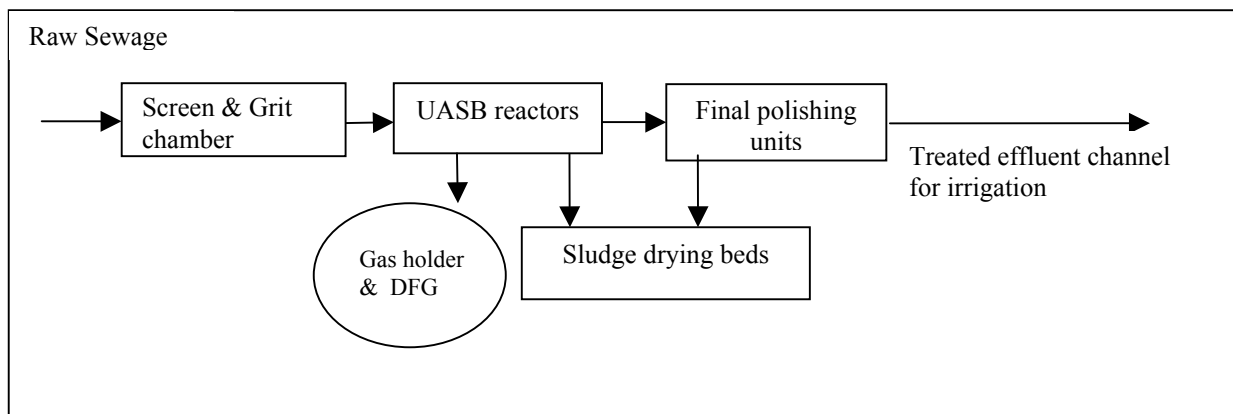 Raw Sewage
Screen & Grit
chamber
UASB reactors
Final polishing
units
Treated effluent channel
for irrigation
Gas holder
& DFG
Sludge drying beds